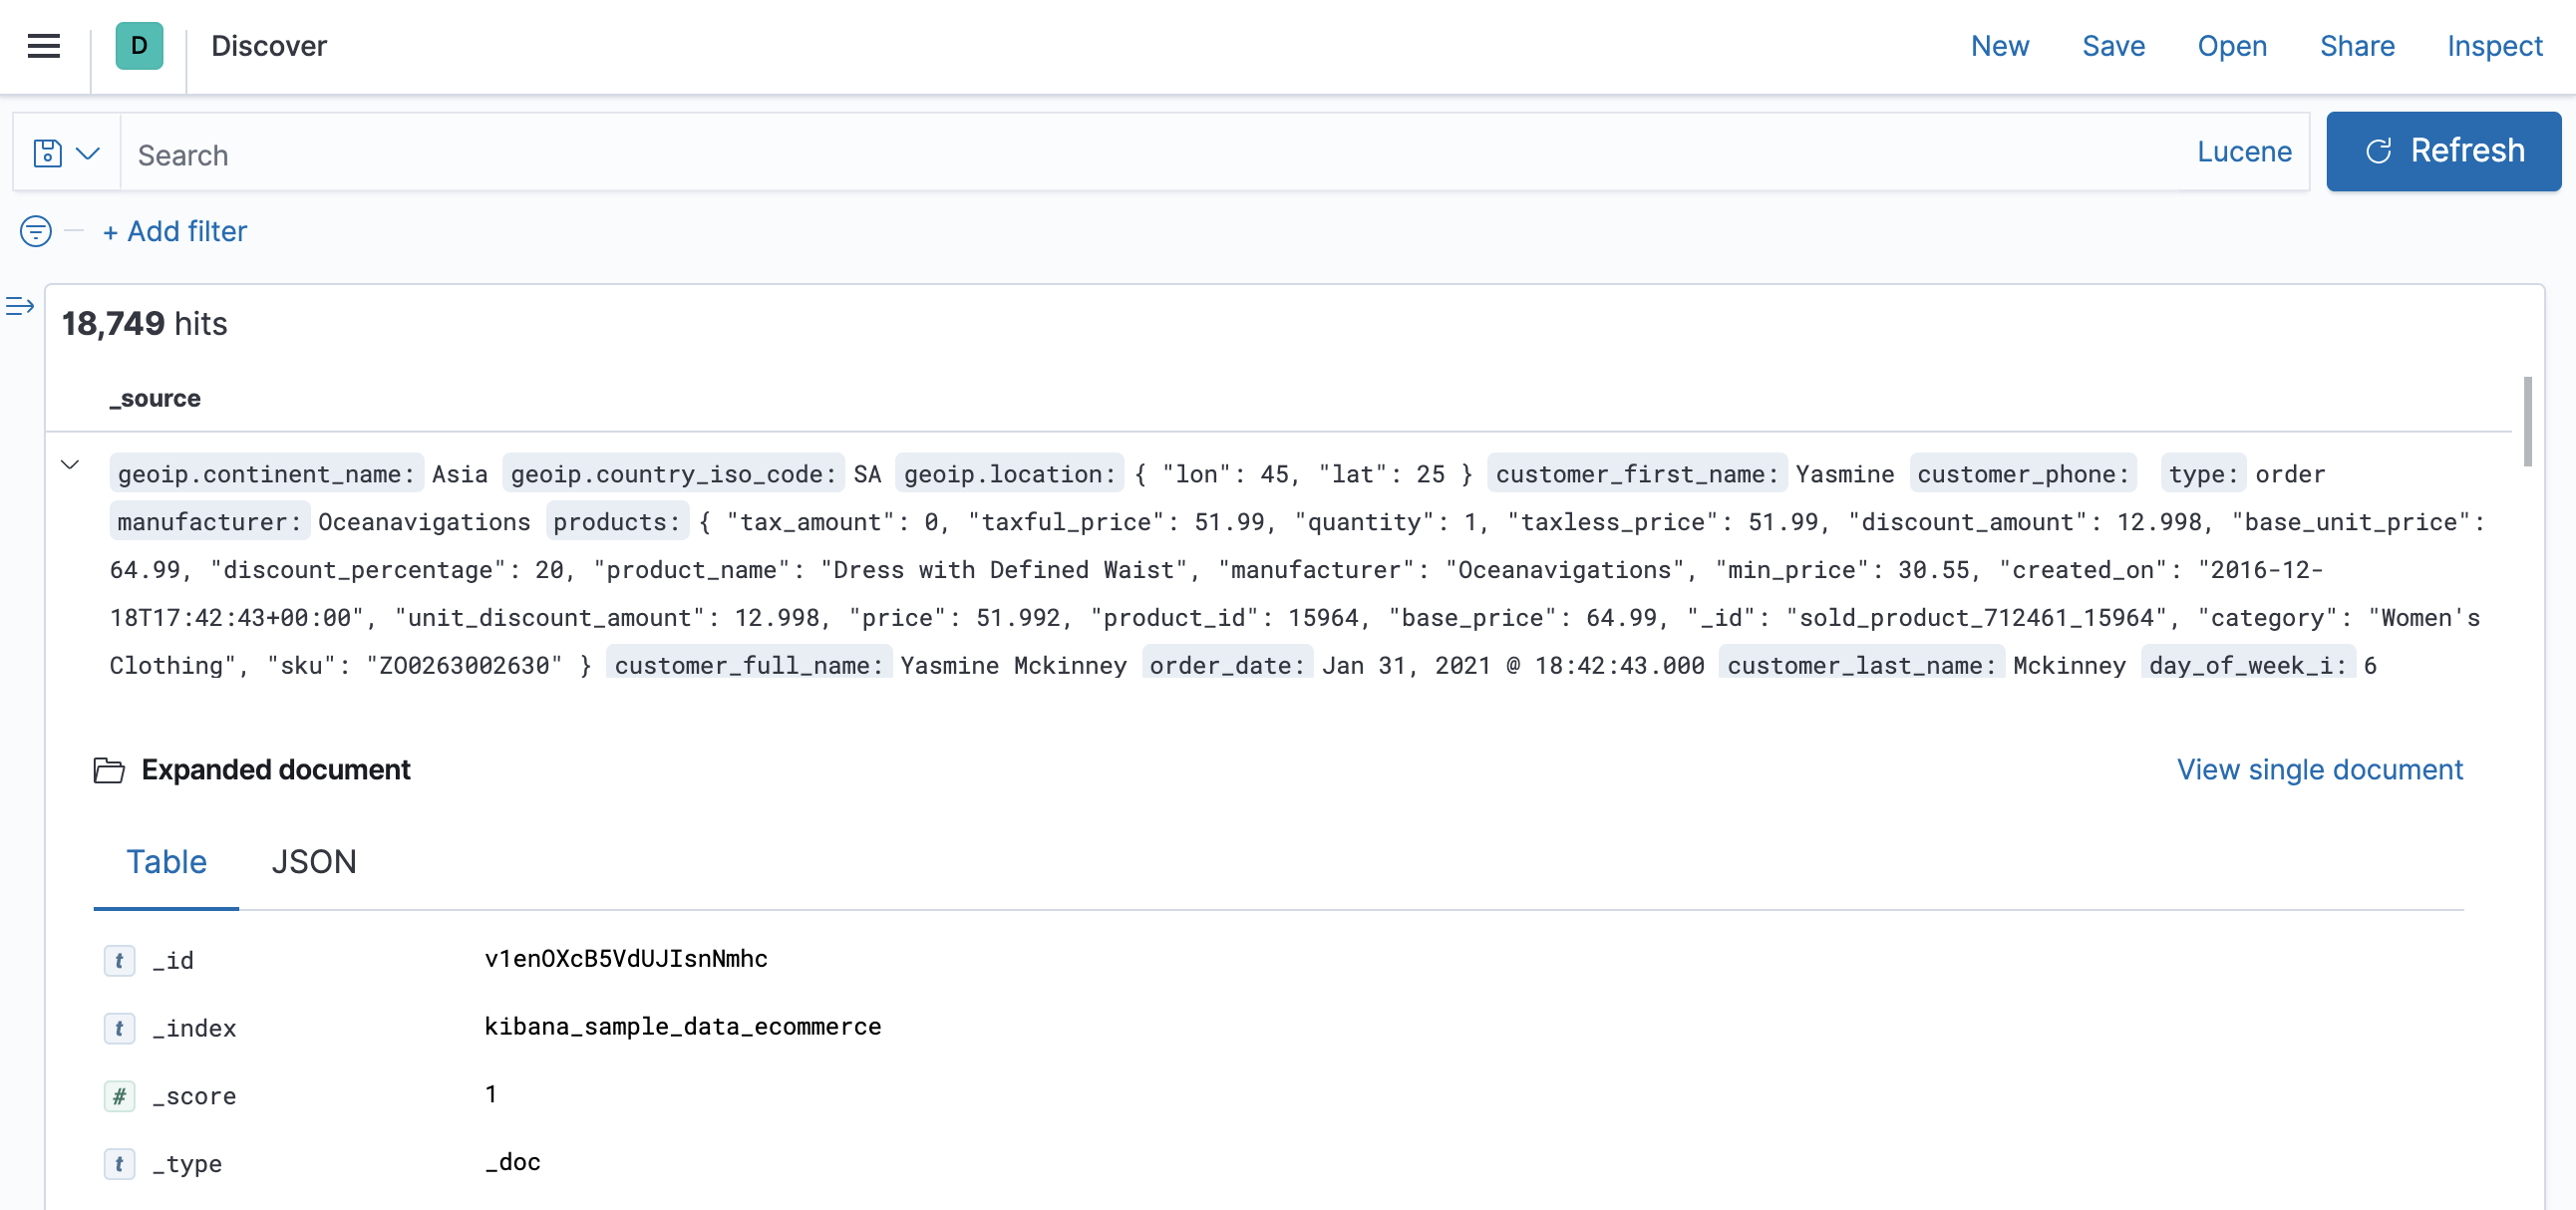 D Discover New Save Open Share Inspect
Search Lucene Refresh
+ Add filter
18,749 hits
_source
geoip.continent_name: Asia geoip.country_iso_code: SA geoip.location: { "lon": 45, "lat": 25 } customer_first_name: Yasmine customer_phone: type: order
manufacturer: Oceanavigations products: { "tax_amount": 0, "taxful_price": 51.99, "quantity": 1, "taxless_price": 51.99, "discount_amount": 12.998, "base_unit_price":
64.99, "discount_percentage": 20, "product_name": "Dress with Defined Waist", "manufacturer": "Oceanavigations", "min_price": 30.55, "created_on": "2016-12-
18T17:42:43+00:00", "unit_discount_amount": 12.998, "price": 51.992, "product_id": 15964, "base_price": 64.99, "_id": "sold_product_712461_15964", "category": "Women's
Clothing", "sku": "ZO0263002630" } customer_full_name: Yasmine Mckinney order_date: Jan 31, 2021 @ 18:42:43.000 customer_last_name: Mckinney day_of_week_i: 6
Expanded document View single document
Table JSON
t _id v1enOXcB5VdUJIsnNmhc
t _index kibana_sample_data_ecommerce
# _score 1
t _type _doc